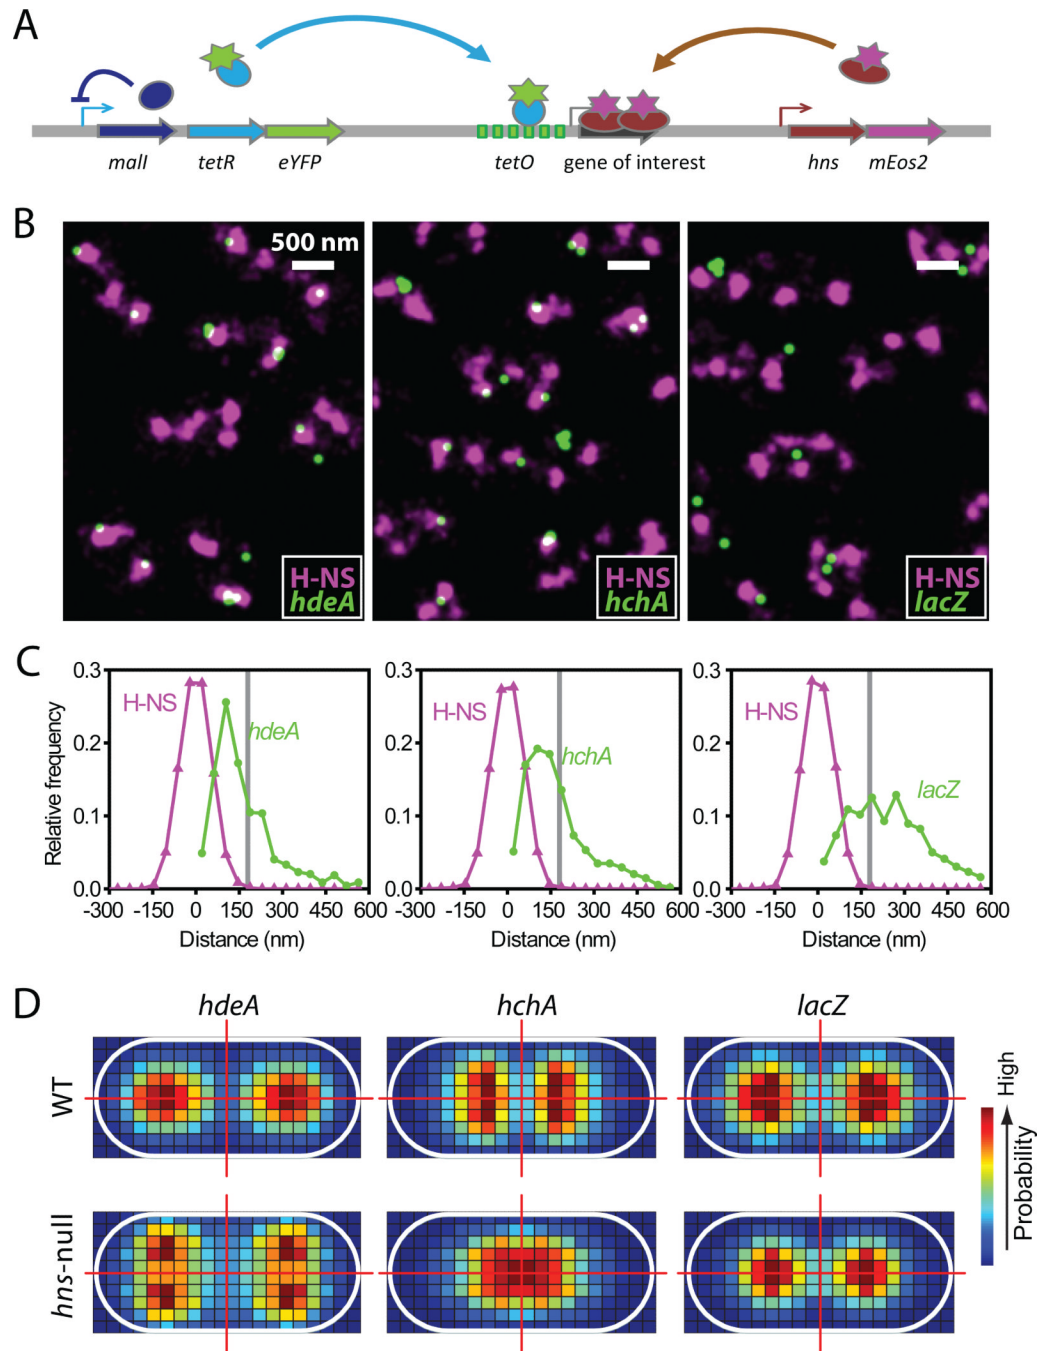 A
malI tetR eYFP tetO gene of interest hns mEos2
B
500 nm
H-NS
hdeA
H-NS
hchA
H-NS
lacZ
C
Relative frequency
0.3
0.2
0.1
0.0
H-NS
hdeA
-300 -150 0 150 300 450 600
Distance (nm)
0.3
0.2
0.1
0.0
H-NS
hchA
-300 -150 0 150 300 450 600
Distance (nm)
0.3
0.2
0.1
0.0
H-NS
lacZ
-300 -150 0 150 300 450 600
Distance (nm)
D
hdeA hchA lacZ
WT
hns-null
High
Probability